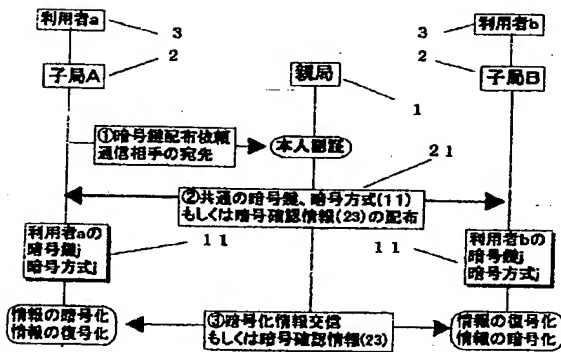 利用者a
3
2
子局A
親局
1
3
利用者b
2
子局B
①暗号鍵配布依頼
通信相手の宛先
本人認証
21
②共通の暗号鍵、暗号方式(11)
もしくは暗号確認情報(23)の配布
利用者aの
暗号鍵j
暗号方式j
11
11
利用者bの
暗号鍵j
暗号方式j
情報の暗号化
情報の復号化
③暗号化情報交信
もしくは暗号確認情報(23)
情報の復号化
情報の暗号化